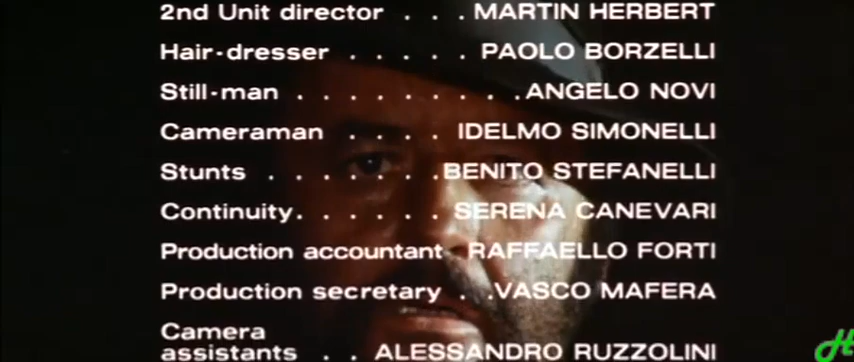 2nd Unit director . . . MARTIN HERBERT
Hair-dresser . . . . . PAOLO BORZELLI
Still-man . . . . . . . . . . ANGELO NOVI
Cameraman . . . . IDELMO SIMONELLI
Stunts . . . . . . . BENITO STEFANELLI
Continuity. . . . . . SERENA CANEVARI
Production accountant . RAFFAELLO FORTI
Production secretary . . VASCO MAFERA
Camera
assistants . . ALESSANDRO RUZZOLINI
H